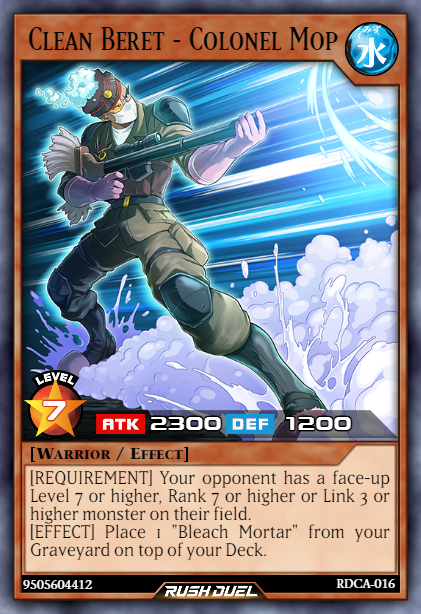 Clean Beret - Colonel Mop
みず
水
LEVEL
7
ATK 2300 DEF 1200
[Warrior / Effect]
[REQUIREMENT] Your opponent has a face-up
Level 7 or higher, Rank 7 or higher or Link 3 or
higher monster on their field.
[EFFECT] Place 1 "Bleach Mortar" from your
Graveyard on top of your Deck.
9505604412
RUSH DUEL
RDCA-016